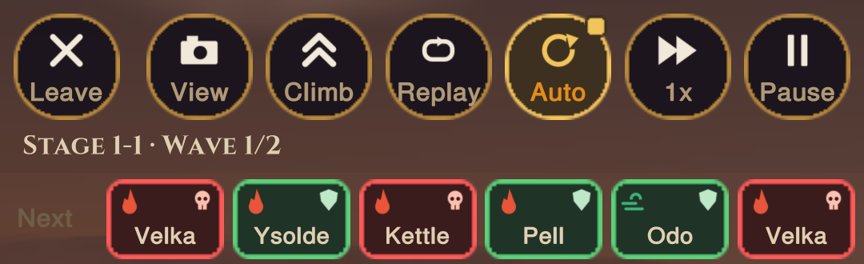 Leave View Climb Replay Auto 1x Pause
Stage 1-1 · Wave 1/2
Next Velka Ysolde Kettle Pell Odo Velka